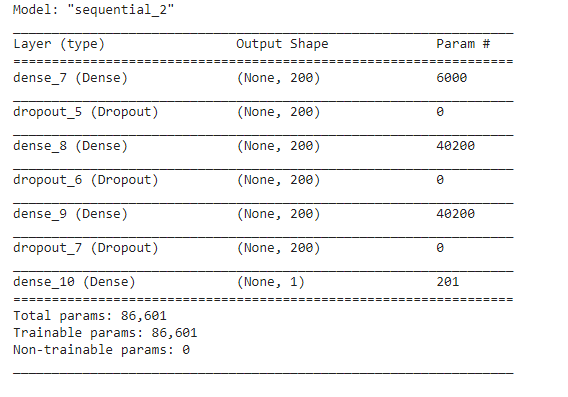 Model: "sequential_2"
_________________________________________________________________
Layer (type)                 Output Shape              Param #
=================================================================
dense_7 (Dense)              (None, 200)               6000
_________________________________________________________________
dropout_5 (Dropout)          (None, 200)               0
_________________________________________________________________
dense_8 (Dense)              (None, 200)               40200
_________________________________________________________________
dropout_6 (Dropout)          (None, 200)               0
_________________________________________________________________
dense_9 (Dense)              (None, 200)               40200
_________________________________________________________________
dropout_7 (Dropout)          (None, 200)               0
_________________________________________________________________
dense_10 (Dense)             (None, 1)                 201
=================================================================
Total params: 86,601
Trainable params: 86,601
Non-trainable params: 0
_________________________________________________________________